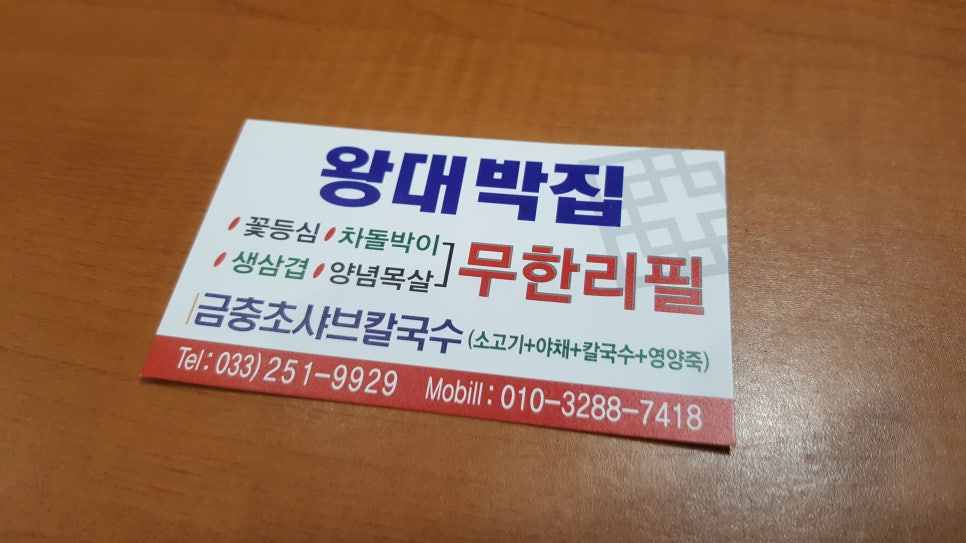 왕대박집
꽃등심 차돌박이
생삼겹 양념목살
무한리필
금충초샤브칼국수 (소고기+야채+칼국수+영양죽)
Tel : 033) 251-9929 Mobill : 010-3288-7418